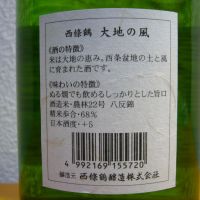 西條鶴 大地の風
《酒の特徴》
米は大地の恵み。西条盆地の土と風
に育まれた酒です。
《味わいの特徴》
ぬる燗でも飲めるしっかりとした旨口
酒造米・農林22号 八反錦
精米歩合・68%
日本酒度・+5
4 992169 155720
醸造元 西條鶴醸造株式会社